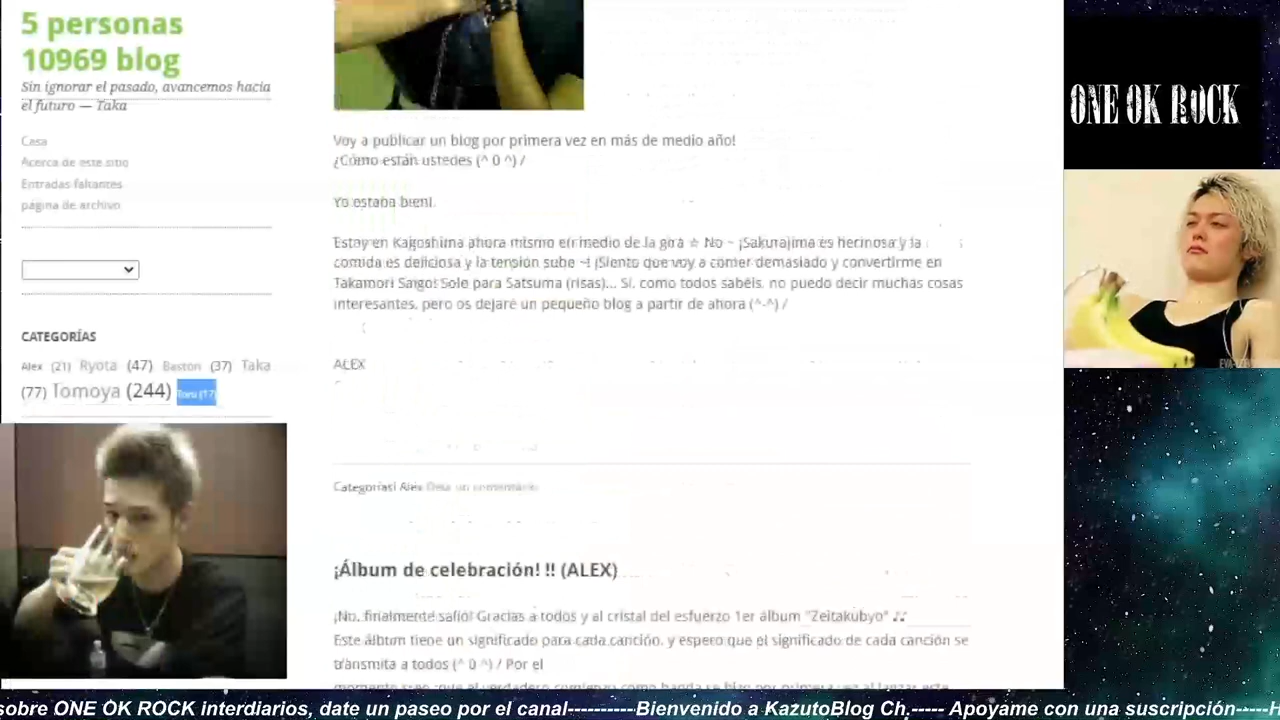 5 personas
10969 blog
Sin ignorar el pasado, avancemos hacia
el futuro — Taka
Casa
Acerca de este sitio
Entradas faltantes
página de archivo
CATEGORÍAS
Alex (21) Ryota (47) Baston (37) Taka
(77) Tomoya (244) Toru (17)
Voy a publicar un blog por primera vez en más de medio año!
¿Cómo están ustedes (^ 0 ^) /
Yo estaba bien!.
Estoy en Kagoshima ahora mismo en medio de la gira ☆ No ~ ¡Sakurajima es hermosa y la
comida es deliciosa y la tensión sube ~! ¡Siento que voy a comer demasiado y convertirme en
Takamori Saigo! Solo para Satsuma (risas)... Sí, como todos sabéis, no puedo decir muchas cosas
interesantes, pero os dejaré un pequeño blog a partir de ahora (^-^) /
ALEX
Categorías: Alex Deja un comentario
¡Álbum de celebración! !! (ALEX)
¡No, finalmente salió! Gracias a todos y al cristal del esfuerzo 1er álbum "Zeitakubyo" ♪♪
Este álbum tiene un significado para cada canción, y espero que el significado de cada canción se
transmita a todos (^ 0 ^) / Por el
ONE OK ROCK
sobre ONE OK ROCK interdiarios, date un paseo por el canal----------Bienvenido a KazutoBlog Ch.----- Apoyame con una suscripción-----H